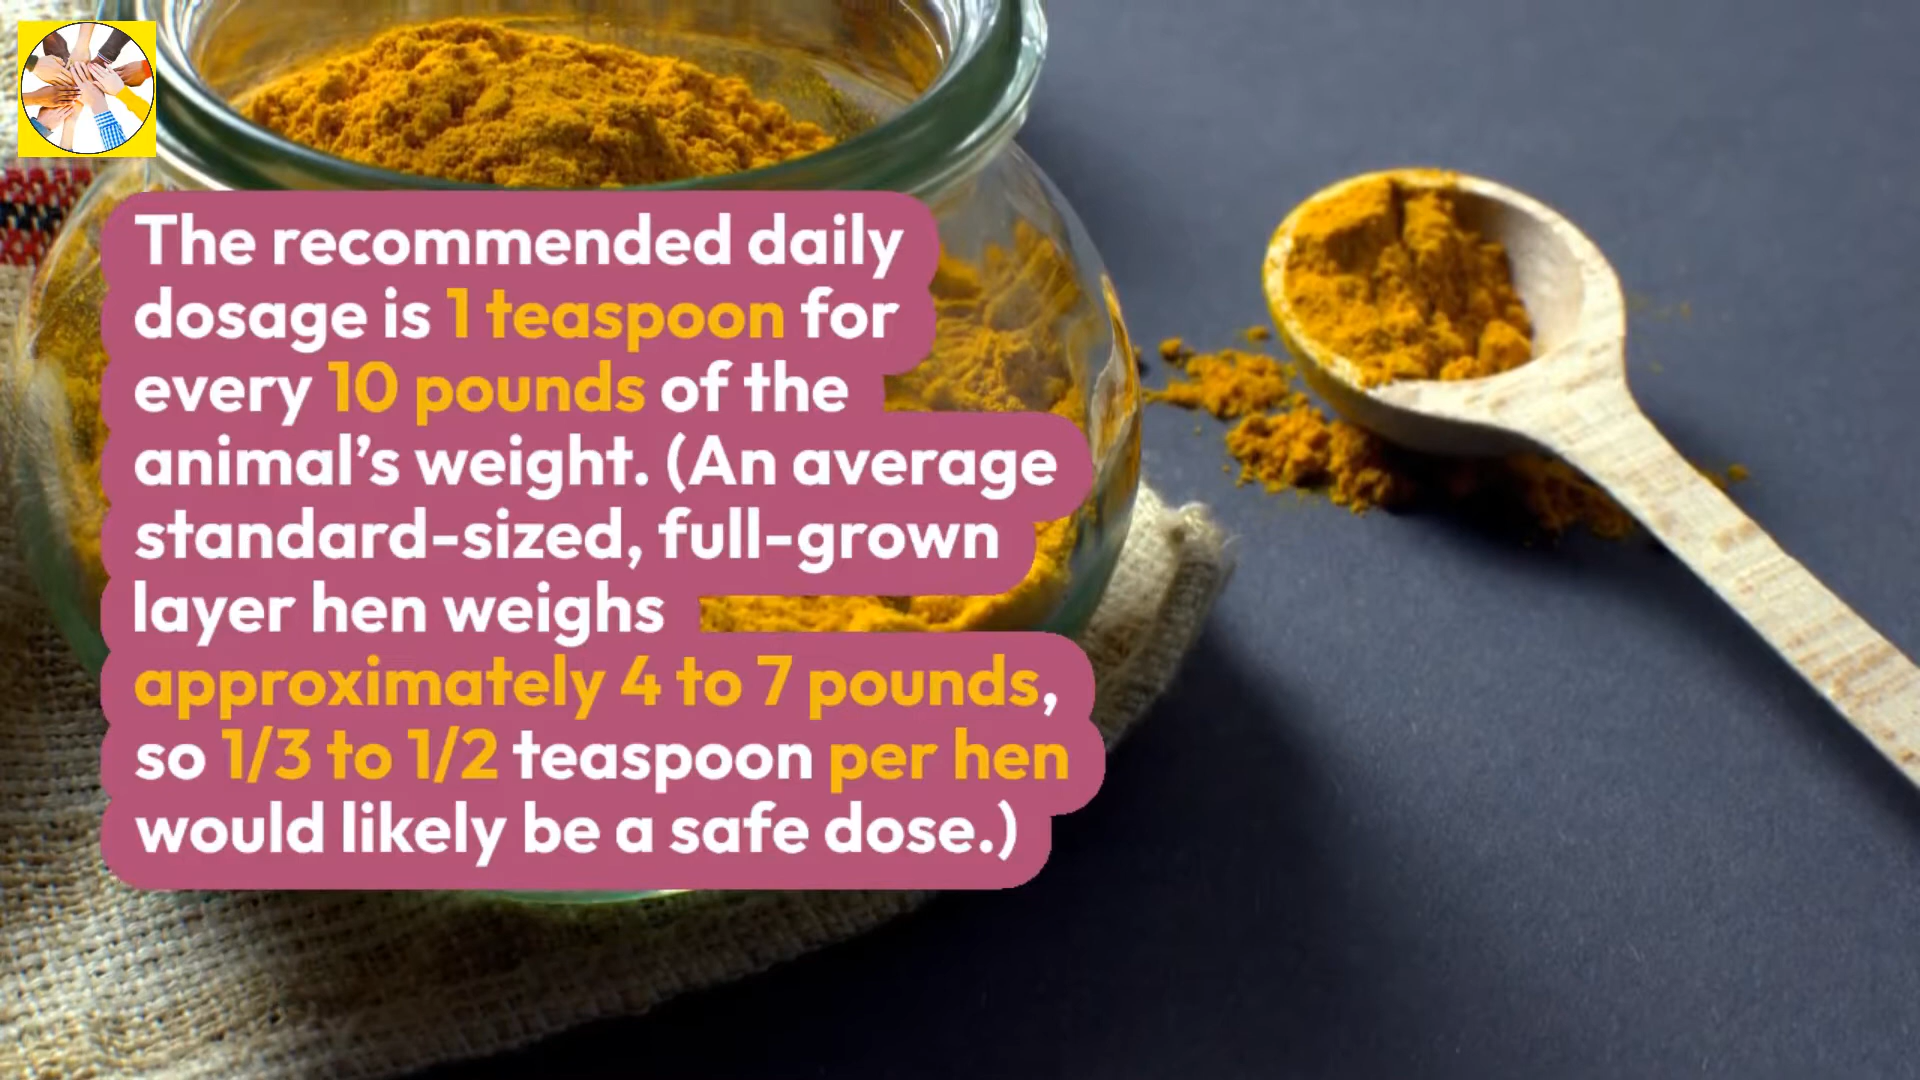 The recommended daily
dosage is 1 teaspoon for
every 10 pounds of the
animal’s weight. (An average
standard-sized, full-grown
layer hen weighs
approximately 4 to 7 pounds,
so 1/3 to 1/2 teaspoon per hen
would likely be a safe dose.)